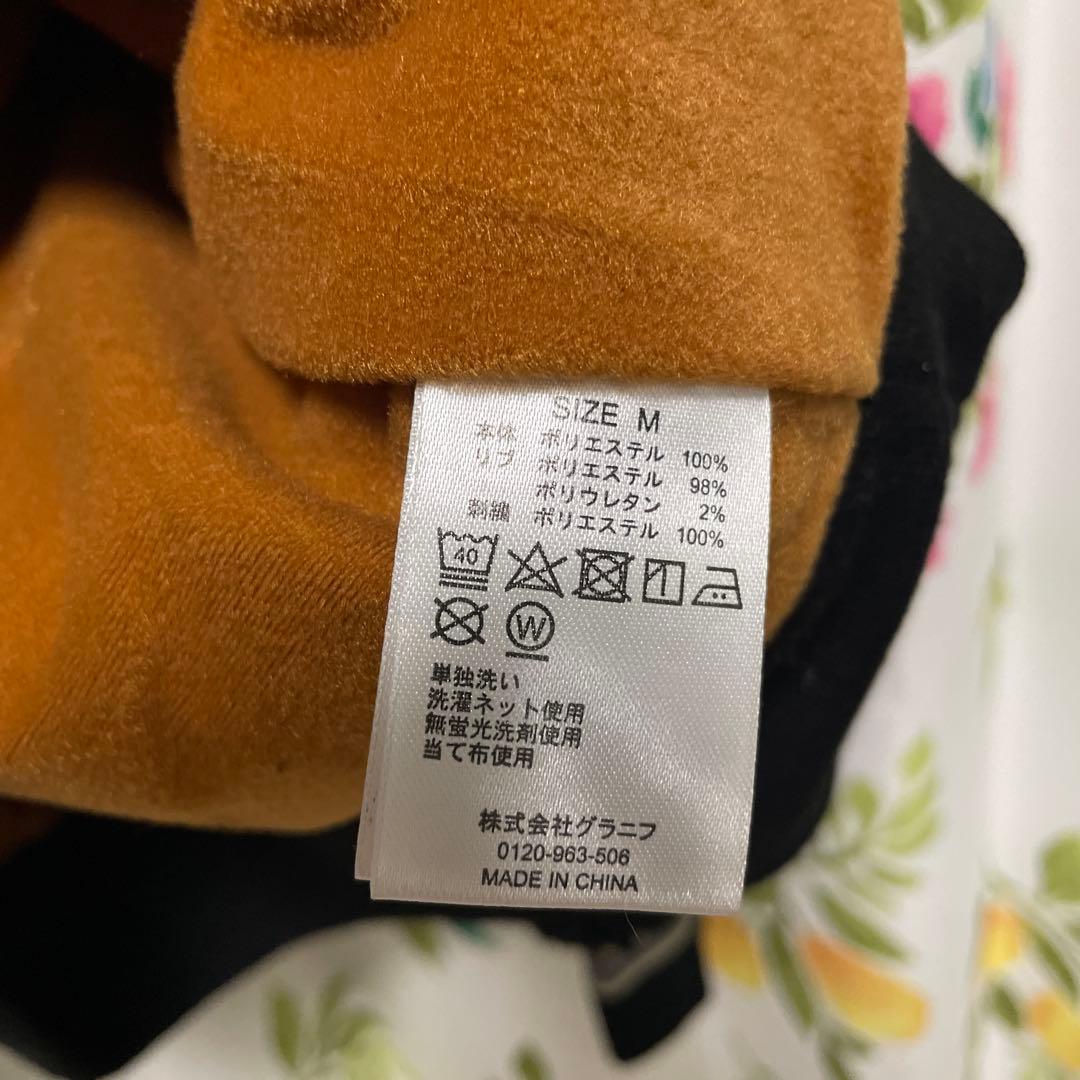 SIZE M
本体 ポリエステル 100%
リブ ポリエステル 98%
ポリウレタン 2%
刺繍 ポリエステル 100%
40
W
単独洗い
洗濯ネット使用
無蛍光洗剤使用
当て布使用
株式会社グラニフ
0120-963-506
MADE IN CHINA